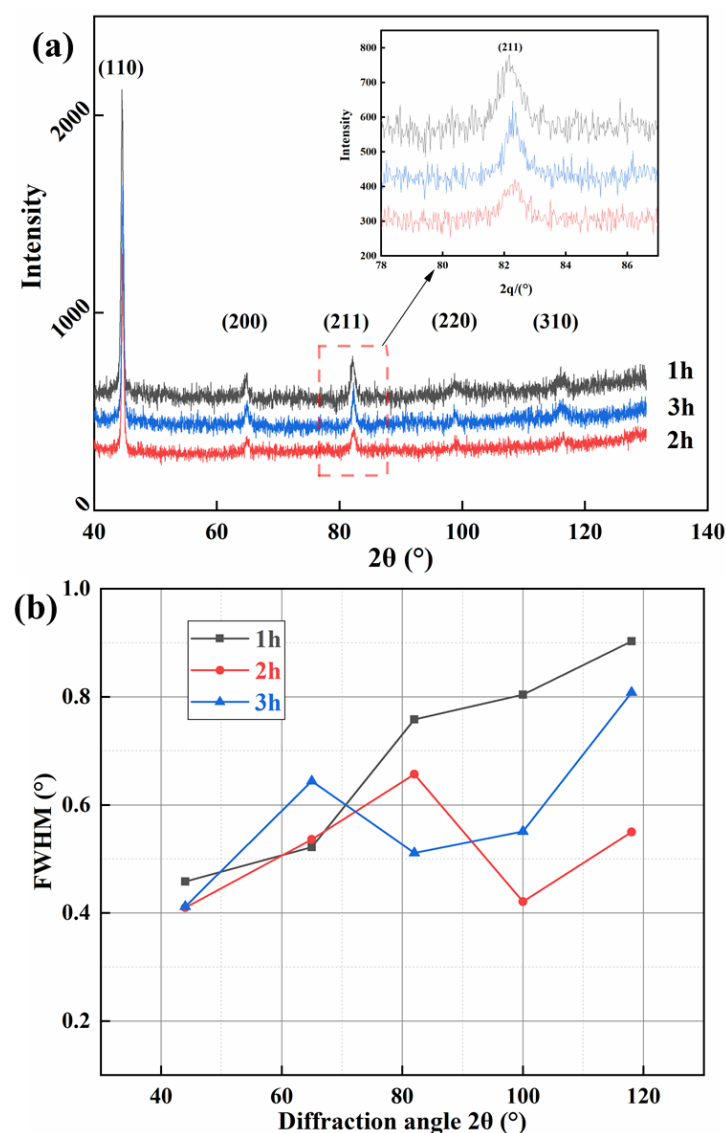 (a)
(110)
(200)
(211)
(220)
(310)
1h
3h
2h
Intensity
2000
1000
0
40
60
80
100
120
140
2θ (°)
(211)
Intensity
800
700
600
500
400
300
200
78
80
82
84
86
2q/(°)
(b)
1h
2h
3h
FWHM (°)
1.0
0.8
0.6
0.4
0.2
40
60
80
100
120
Diffraction angle 2θ (°)